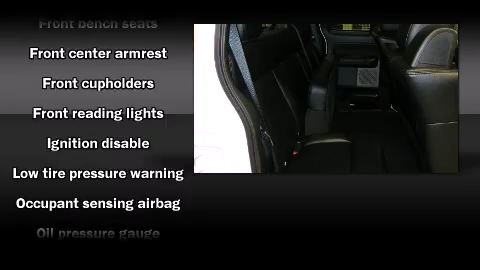 Front bench seats
Front center armrest
Front cupholders
Front reading lights
Ignition disable
Low tire pressure warning
Occupant sensing airbag
Oil pressure gauge